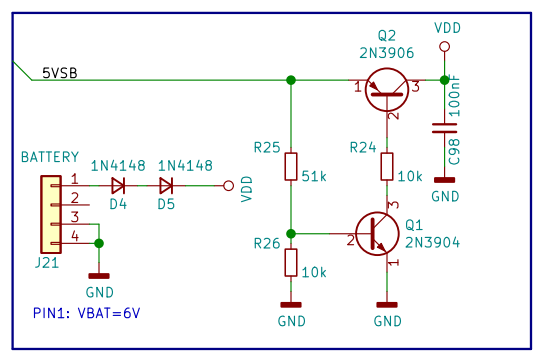 VDD
Q2
2N3906
5VSB
1
3
100nF
2
C98
R25
51k
R24
10k
GND
BATTERY
1N4148
1N4148
1
2
3
4
D4
D5
VDD
3
Q1
2N3904
2
1
R26
10k
J21
GND
GND
GND
PIN1: VBAT=6V